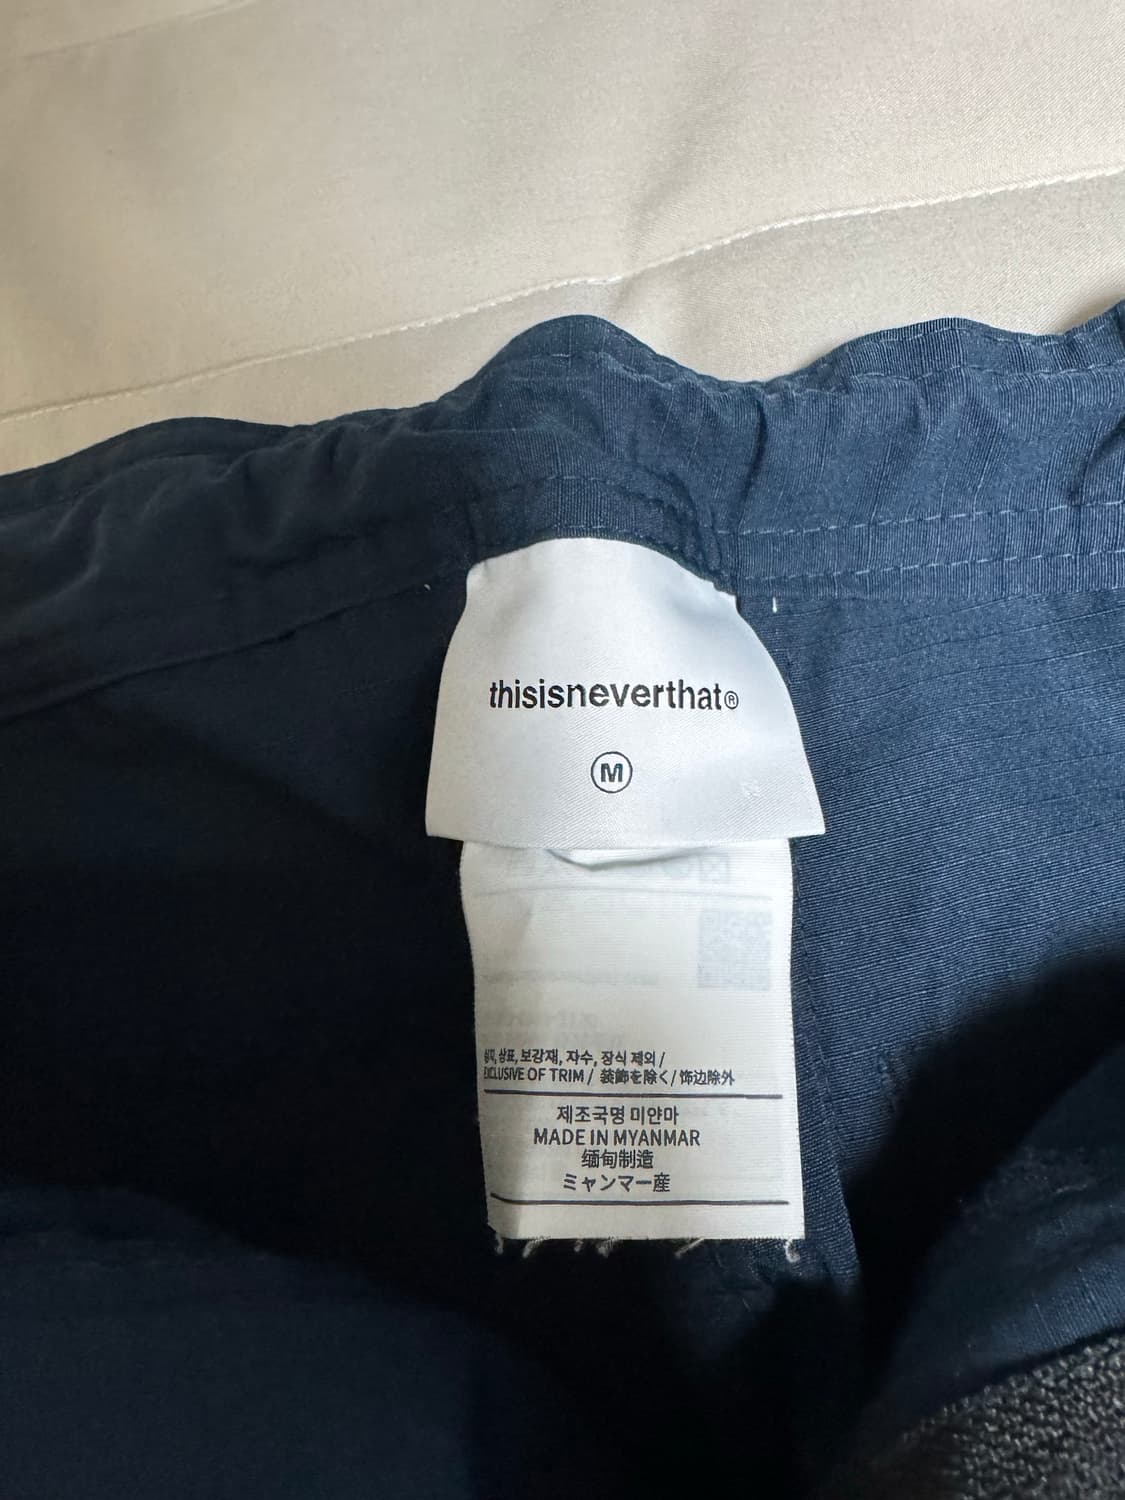 thisisneverthat®
M
심지, 상표, 보강재, 자수, 장식 제외 /
EXCLUSIVE OF TRIM / 装飾を除く / 饰边除外
제조국명 미얀마
MADE IN MYANMAR
缅甸制造
ミャンマー産